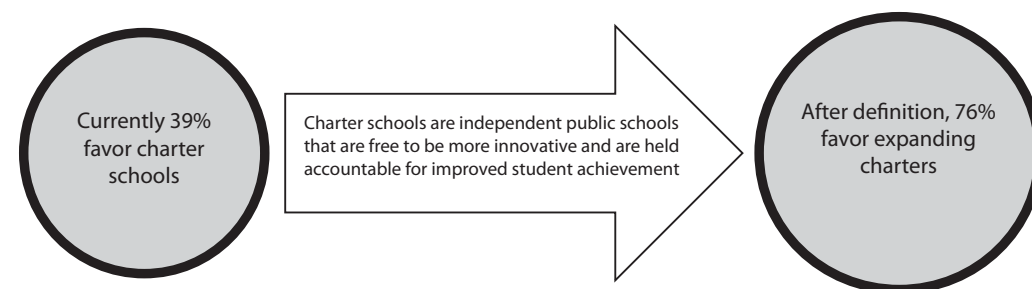 Currently 39%
favor charter
schools
Charter schools are independent public schools
that are free to be more innovative and are held
accountable for improved student achievement
After definition, 76%
favor expanding
charters